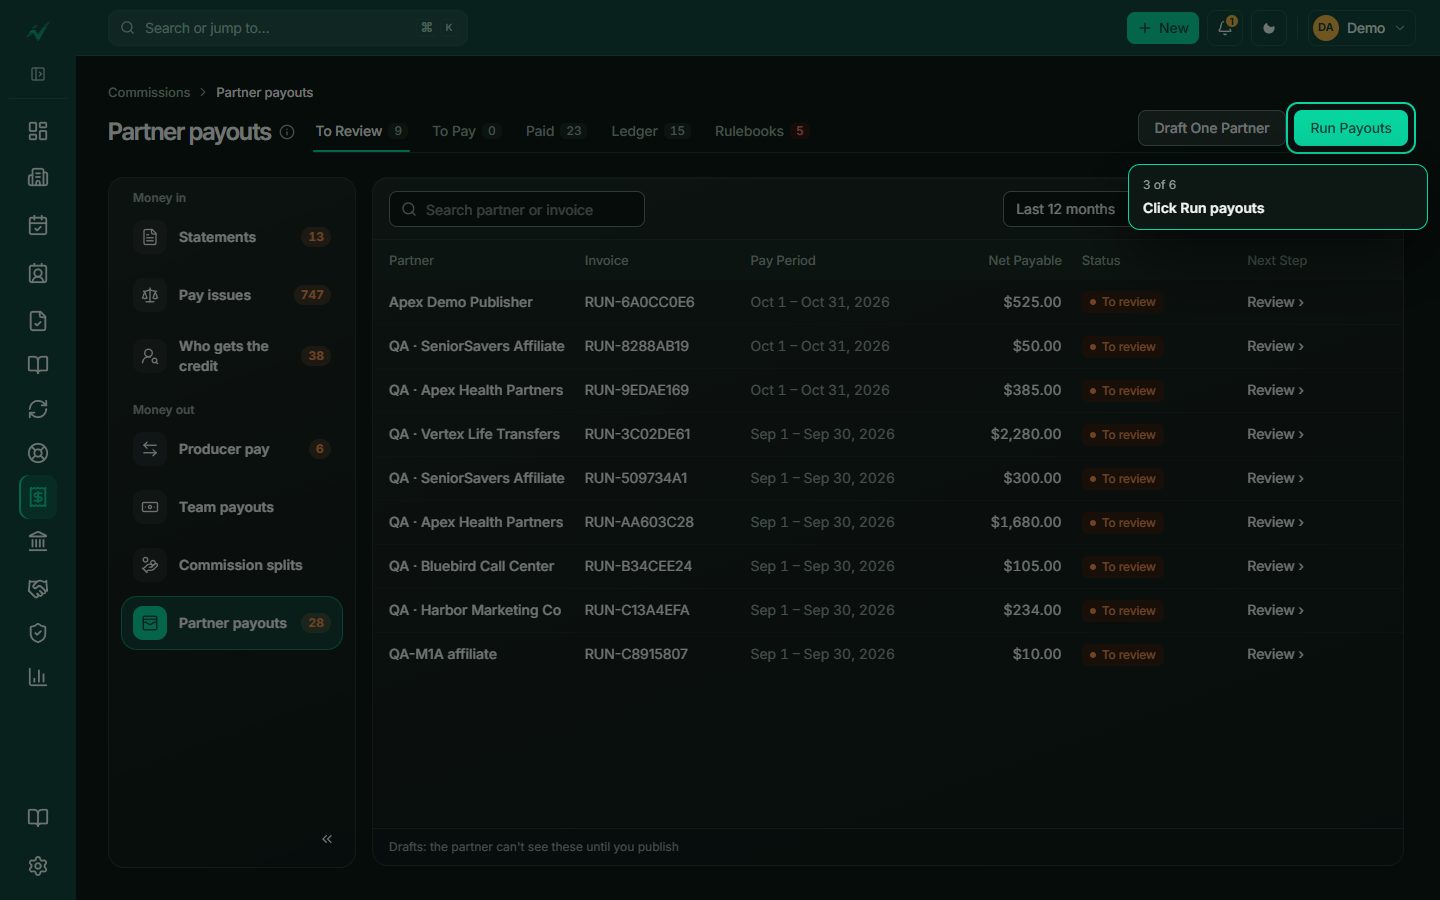 Search or jump to...
⌘ K
New
1
DA
Demo
Commissions > Partner payouts
Partner payouts
To Review 9
To Pay 0
Paid 23
Ledger 15
Rulebooks 5
Draft One Partner
Run Payouts
3 of 6
Click Run payouts
Money in
Statements 13
Pay issues 747
Who gets the
credit
38
Money out
Producer pay 6
Team payouts
Commission splits
Partner payouts 28
Search partner or invoice
Last 12 months
Partner Invoice Pay Period Net Payable Status Next Step
Apex Demo Publisher RUN-6A0CC0E6 Oct 1 – Oct 31, 2026 $525.00 To review Review ›
QA · SeniorSavers Affiliate RUN-8288AB19 Oct 1 – Oct 31, 2026 $50.00 To review Review ›
QA · Apex Health Partners RUN-9EDAE169 Oct 1 – Oct 31, 2026 $385.00 To review Review ›
QA · Vertex Life Transfers RUN-3C02DE61 Sep 1 – Sep 30, 2026 $2,280.00 To review Review ›
QA · SeniorSavers Affiliate RUN-509734A1 Sep 1 – Sep 30, 2026 $300.00 To review Review ›
QA · Apex Health Partners RUN-AA603C28 Sep 1 – Sep 30, 2026 $1,680.00 To review Review ›
QA · Bluebird Call Center RUN-B34CEE24 Sep 1 – Sep 30, 2026 $105.00 To review Review ›
QA · Harbor Marketing Co RUN-C13A4EFA Sep 1 – Sep 30, 2026 $234.00 To review Review ›
QA-M1A affiliate RUN-C8915807 Sep 1 – Sep 30, 2026 $10.00 To review Review ›
Drafts: the partner can't see these until you publish